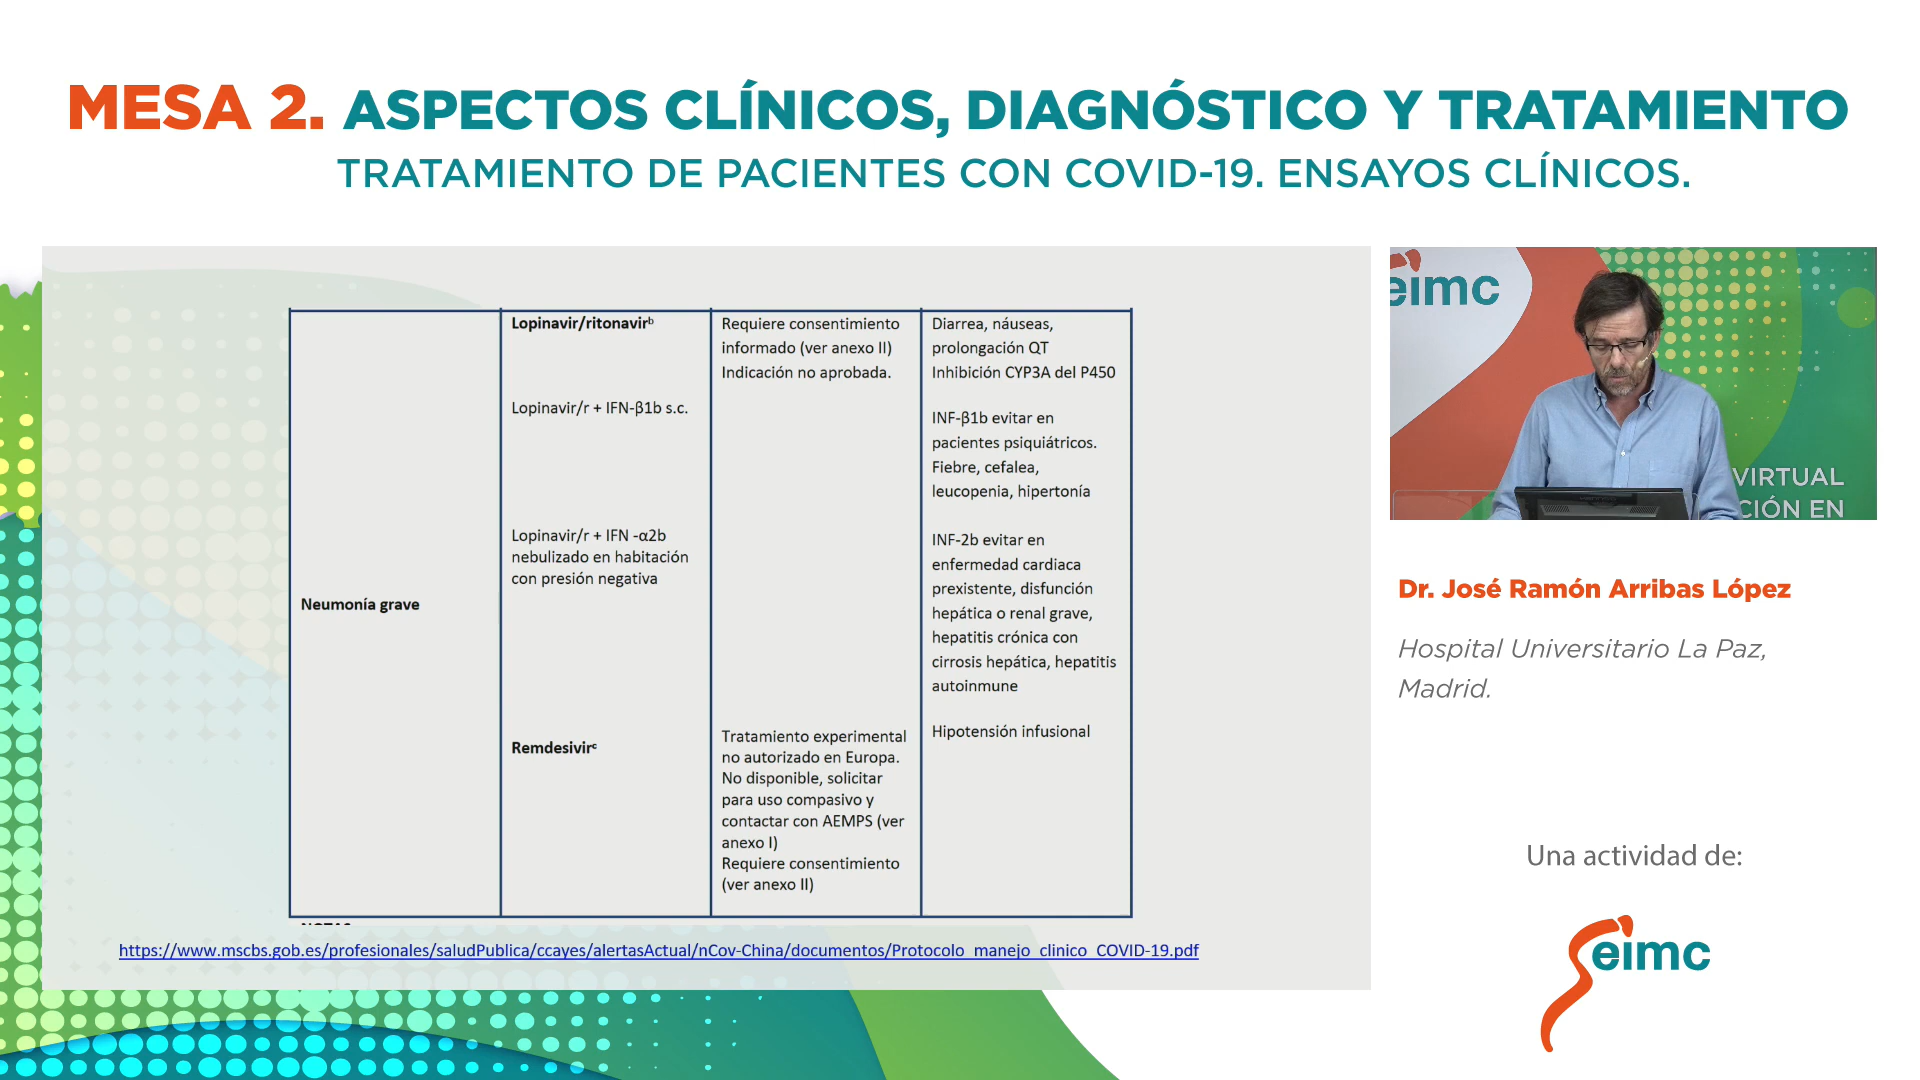 MESA 2. ASPECTOS CLÍNICOS, DIAGNÓSTICO Y TRATAMIENTO
TRATAMIENTO DE PACIENTES CON COVID-19. ENSAYOS CLÍNICOS.
Neumonía grave
Lopinavir/ritonavirᵇ
Lopinavir/r + IFN-β1b s.c.
Lopinavir/r + IFN -α2b
nebulizado en habitación
con presión negativa
Remdesivirᶜ
Requiere consentimiento
informado (ver anexo II)
Indicación no aprobada.
Tratamiento experimental
no autorizado en Europa.
No disponible, solicitar
para uso compasivo y
contactar con AEMPS (ver
anexo I)
Requiere consentimiento
(ver anexo II)
Diarrea, náuseas,
prolongación QT
Inhibición CYP3A del P450
INF-β1b evitar en
pacientes psiquiátricos.
Fiebre, cefalea,
leucopenia, hipertonía
INF-2b evitar en
enfermedad cardiaca
prexistente, disfunción
hepática o renal grave,
hepatitis crónica con
cirrosis hepática, hepatitis
autoinmune
Hipotensión infusional
https://www.mscbs.gob.es/profesionales/saludPublica/ccayes/alertasActual/nCov-China/documentos/Protocolo_manejo_clinico_COVID-19.pdf
eimc
VIRTUAL
CIÓN EN
Dr. José Ramón Arribas López
Hospital Universitario La Paz,
Madrid.
Una actividad de:
Seimc